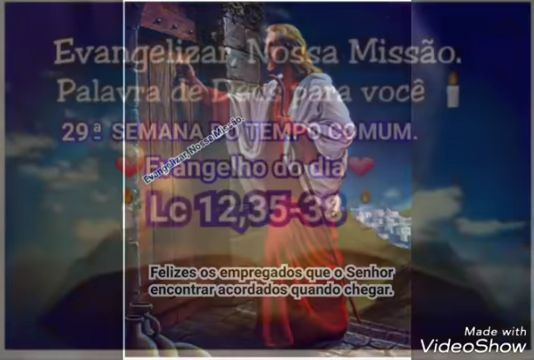 Evangelizar Nossa Missão.
Palavra de Deus para você
29ª SEMANA DO TEMPO COMUM.
Evangelizar, Nossa Missão.
Evangelho do dia
Lc 12,35-38
Felizes os empregados que o Senhor
encontrar acordados quando chegar.
Made with
VideoShow